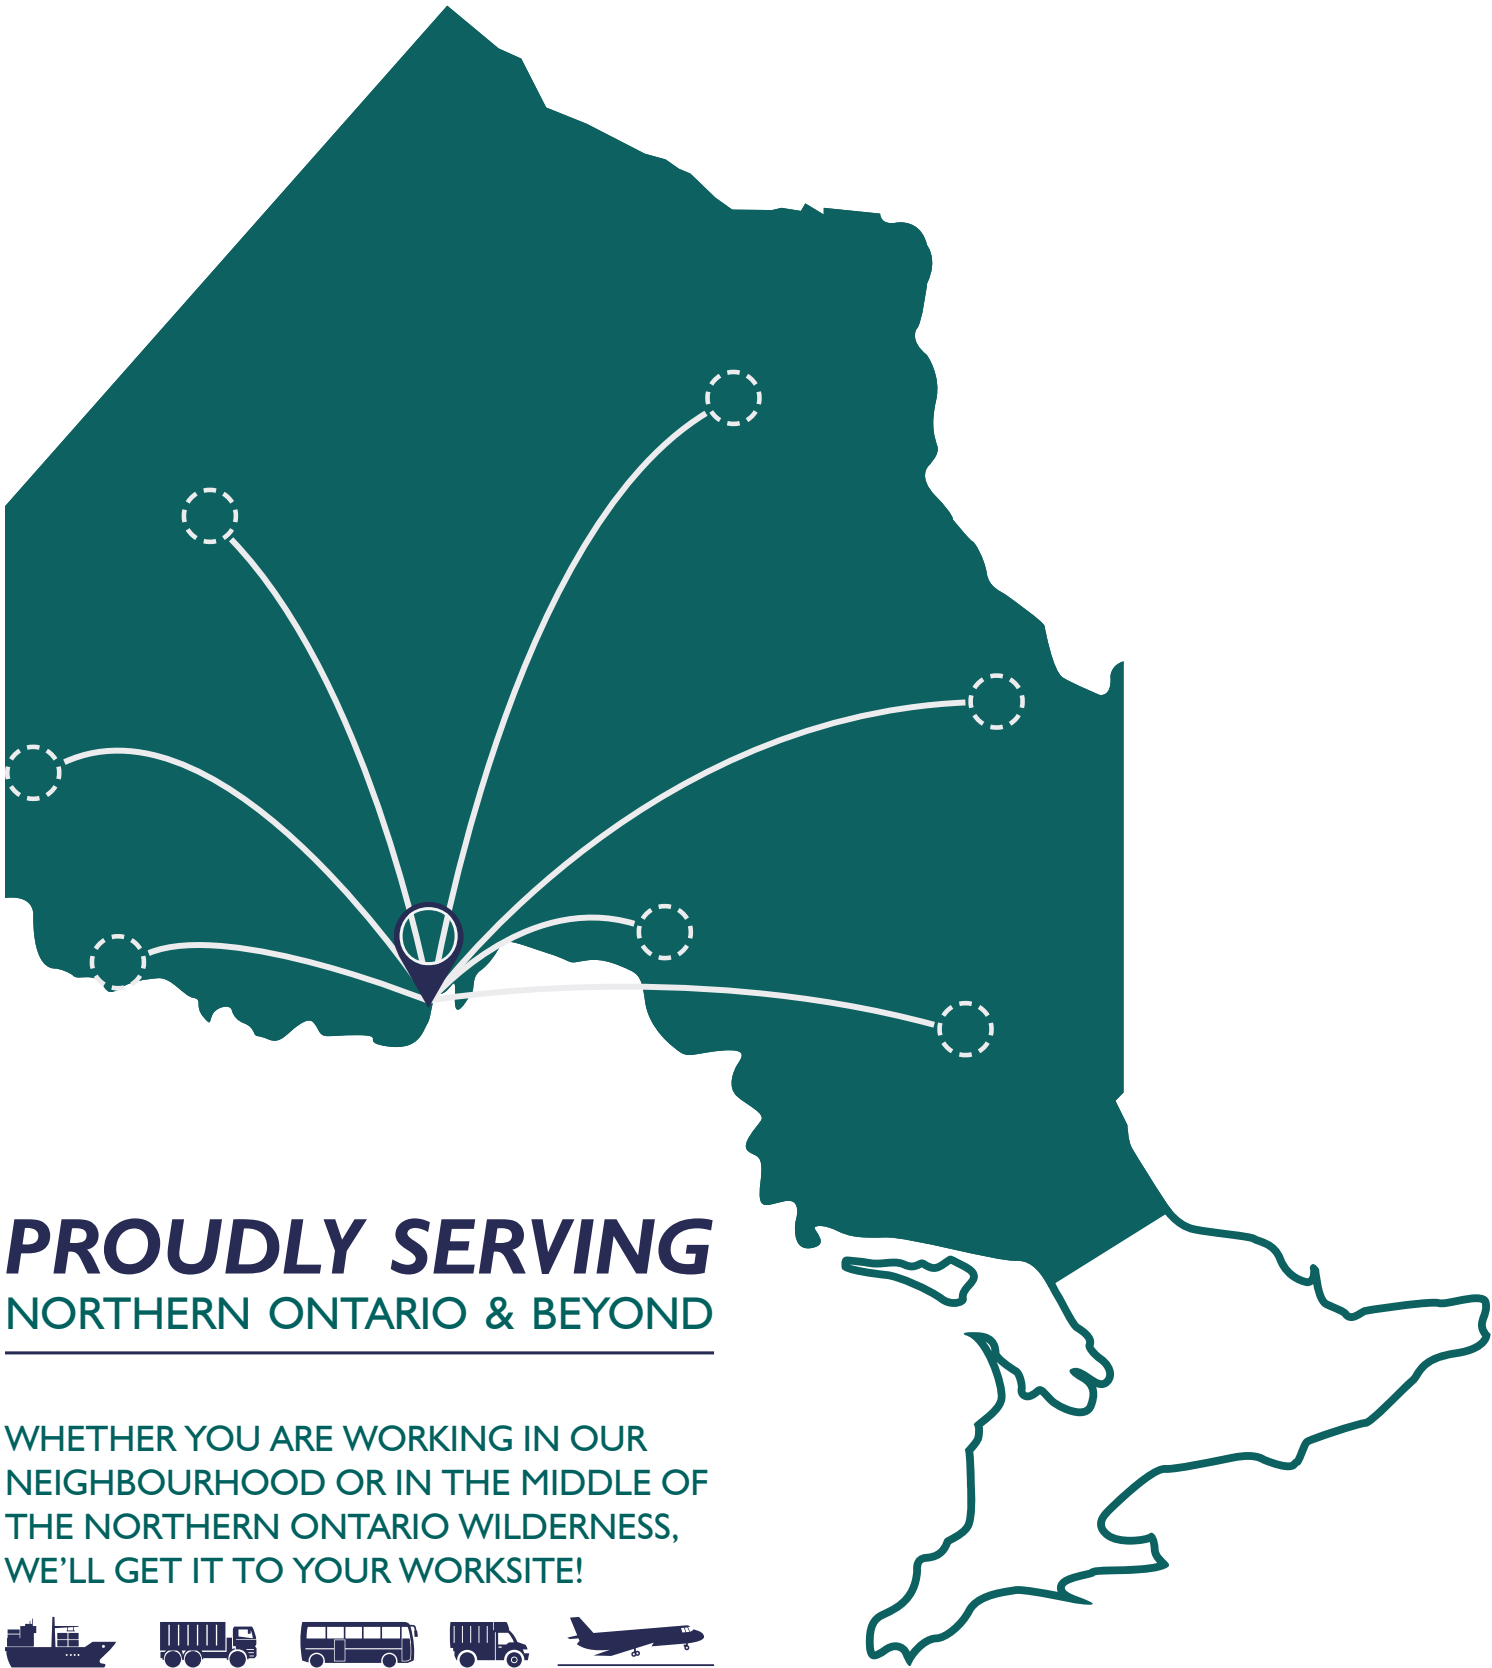 PROUDLY SERVING
NORTHERN ONTARIO & BEYOND
WHETHER YOU ARE WORKING IN OUR
NEIGHBOURHOOD OR IN THE MIDDLE OF
THE NORTHERN ONTARIO WILDERNESS,
WE’LL GET IT TO YOUR WORKSITE!